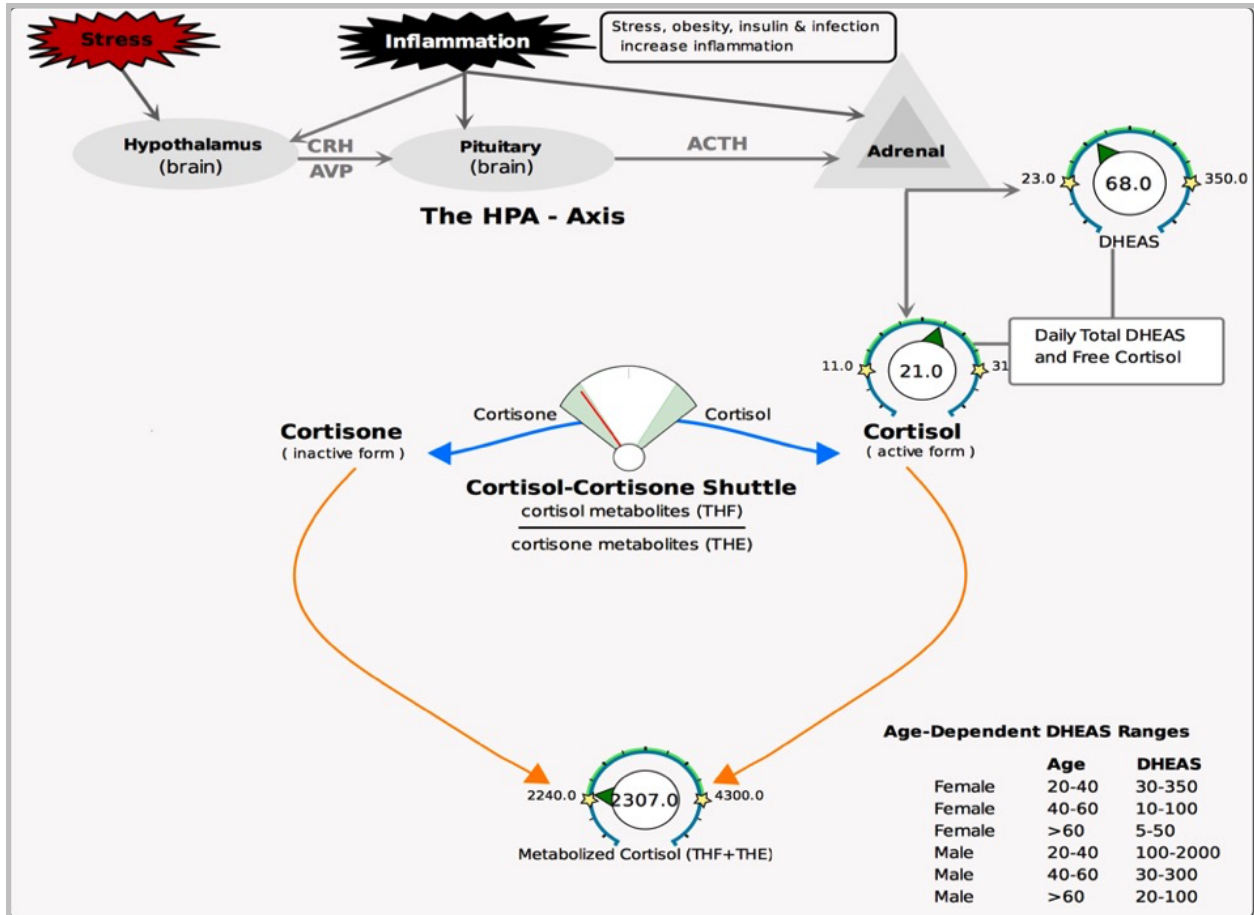 Stress
Inflammation
Stress, obesity, insulin & infection
increase inflammation
Hypothalamus
(brain)
CRH
AVP
Pituitary
(brain)
ACTH
Adrenal
The HPA - Axis
23.0
68.0
350.0
DHEAS
Daily Total DHEAS
and Free Cortisol
11.0
21.0
31
Cortisone
Cortisol
Cortisone
( inactive form )
Cortisol
( active form )
Cortisol-Cortisone Shuttle
cortisol metabolites (THF)
cortisone metabolites (THE)
2240.0
2307.0
4300.0
Metabolized Cortisol (THF+THE)
Age-Dependent DHEAS Ranges
Age DHEAS
Female 20-40 30-350
Female 40-60 10-100
Female >60 5-50
Male 20-40 100-2000
Male 40-60 30-300
Male >60 20-100